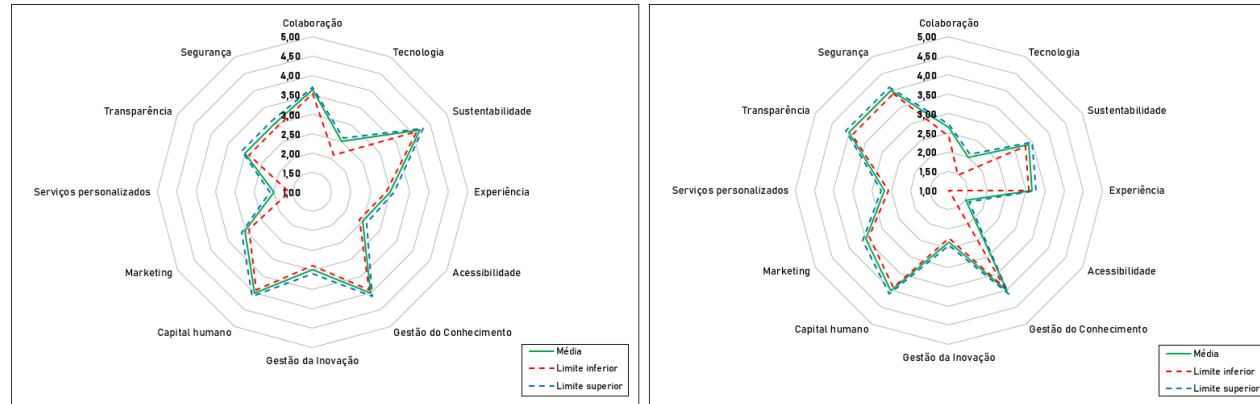 Colaboração
5,00
Segurança
Tecnologia
4,50
4,00
Transparência
3,50
Sustentabilidade
3,00
2,50
2,00
1,50
Serviços personalizados
1,00
Experiência
Marketing
Acessibilidade
Capital humano
Gestão do Conhecimento
Gestão da Inovação
Média
Limite inferior
Limite superior
Colaboração
5,00
Segurança
Tecnologia
4,50
4,00
Transparência
3,50
Sustentabilidade
3,00
2,50
2,00
1,50
Serviços personalizados
1,00
Experiência
Marketing
Acessibilidade
Capital humano
Gestão do Conhecimento
Gestão da Inovação
Média
Limite inferior
Limite superior